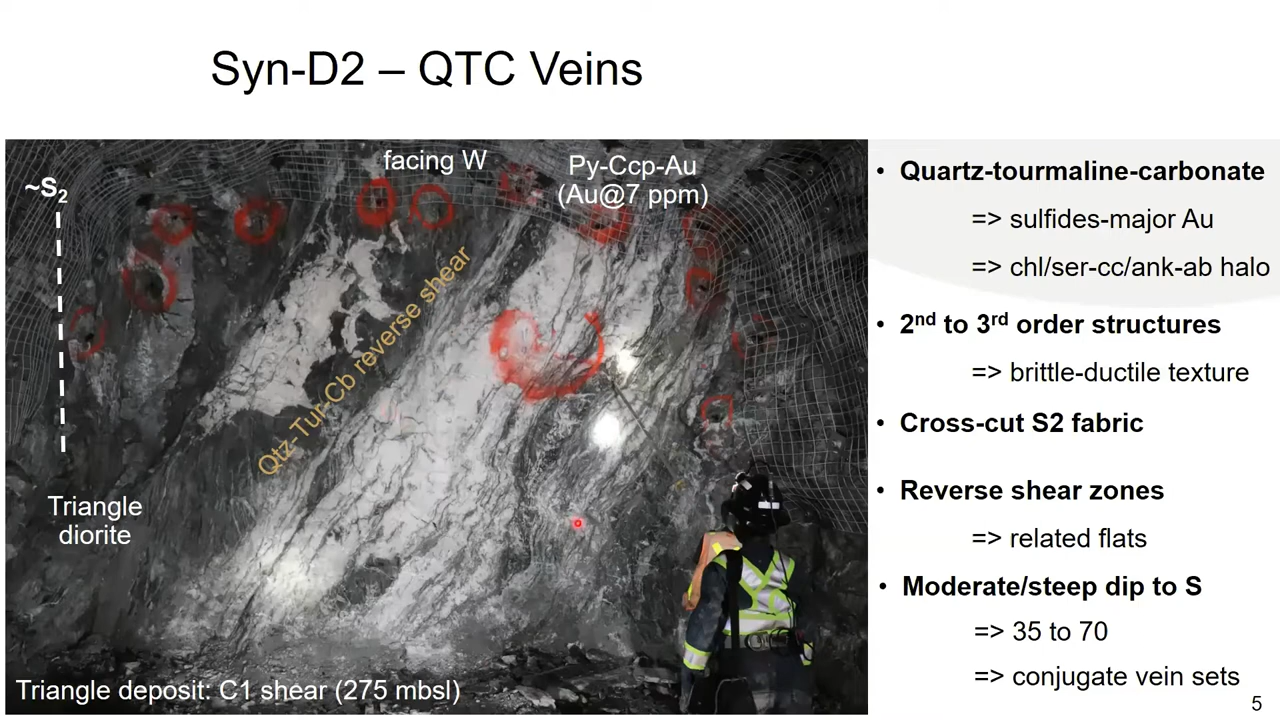 Syn-D2 – QTC Veins
~S2
facing W
Py-Ccp-Au
(Au@7 ppm)
Qtz-Tur-Cb reverse shear
Triangle
diorite
Triangle deposit: C1 shear (275 mbsl)
• Quartz-tourmaline-carbonate
=> sulfides-major Au
=> chl/ser-cc/ank-ab halo
• 2nd to 3rd order structures
=> brittle-ductile texture
• Cross-cut S2 fabric
• Reverse shear zones
=> related flats
• Moderate/steep dip to S
=> 35 to 70
=> conjugate vein sets
5